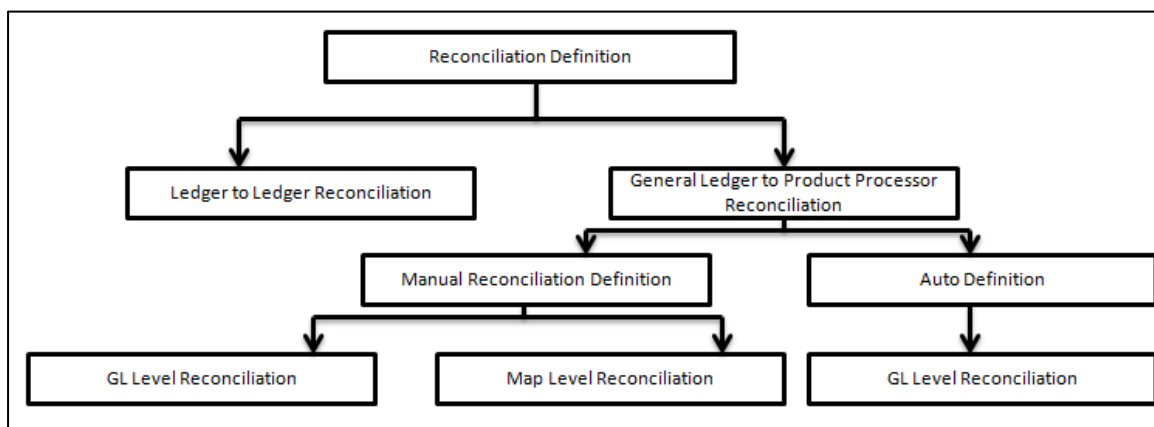 Reconciliation Definition
Ledger to Ledger Reconciliation
General Ledger to Product Processor
Reconciliation
Manual Reconciliation Definition
Auto Definition
GL Level Reconciliation
Map Level Reconciliation
GL Level Reconciliation